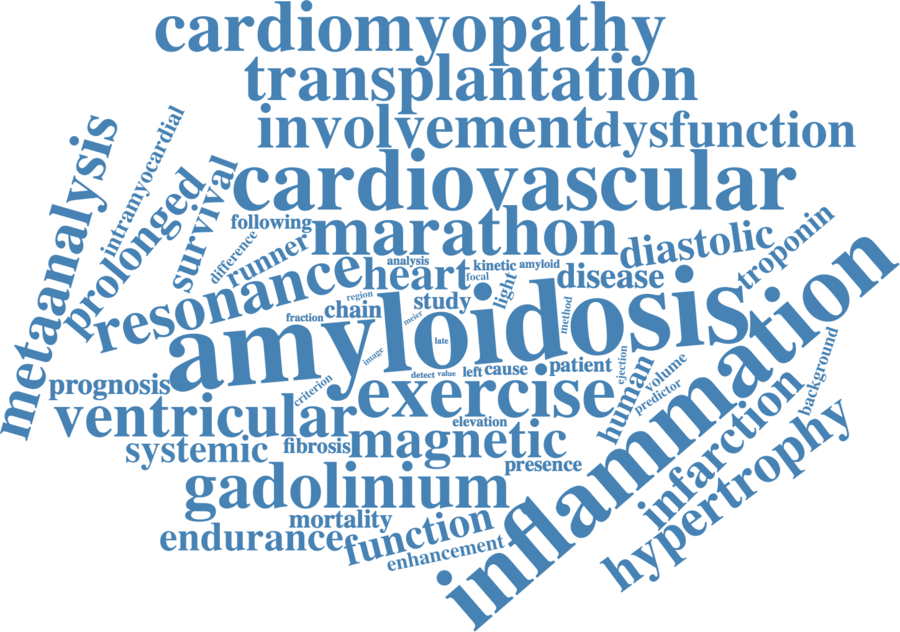 cardiomyopathy
transplantation
involvement
dysfunction
metaanalysis
intramyocardial
prolonged
survival
cardiovascular
following
marathon
difference
runner
diastolic
troponin
resonance
heart
analysis
focal
kinetic
amyloid
light
disease
region
fraction
chain
study
meier
method
amyloidosis
inflammation
late
image
detect
value
left
cause
patient
ejection
human
volume
predictor
background
prognosis
criterion
exercise
ventricular
elevation
systemic
fibrosis
magnetic
presence
infarction
hypertrophy
gadolinium
mortality
endurance
function
enhancement